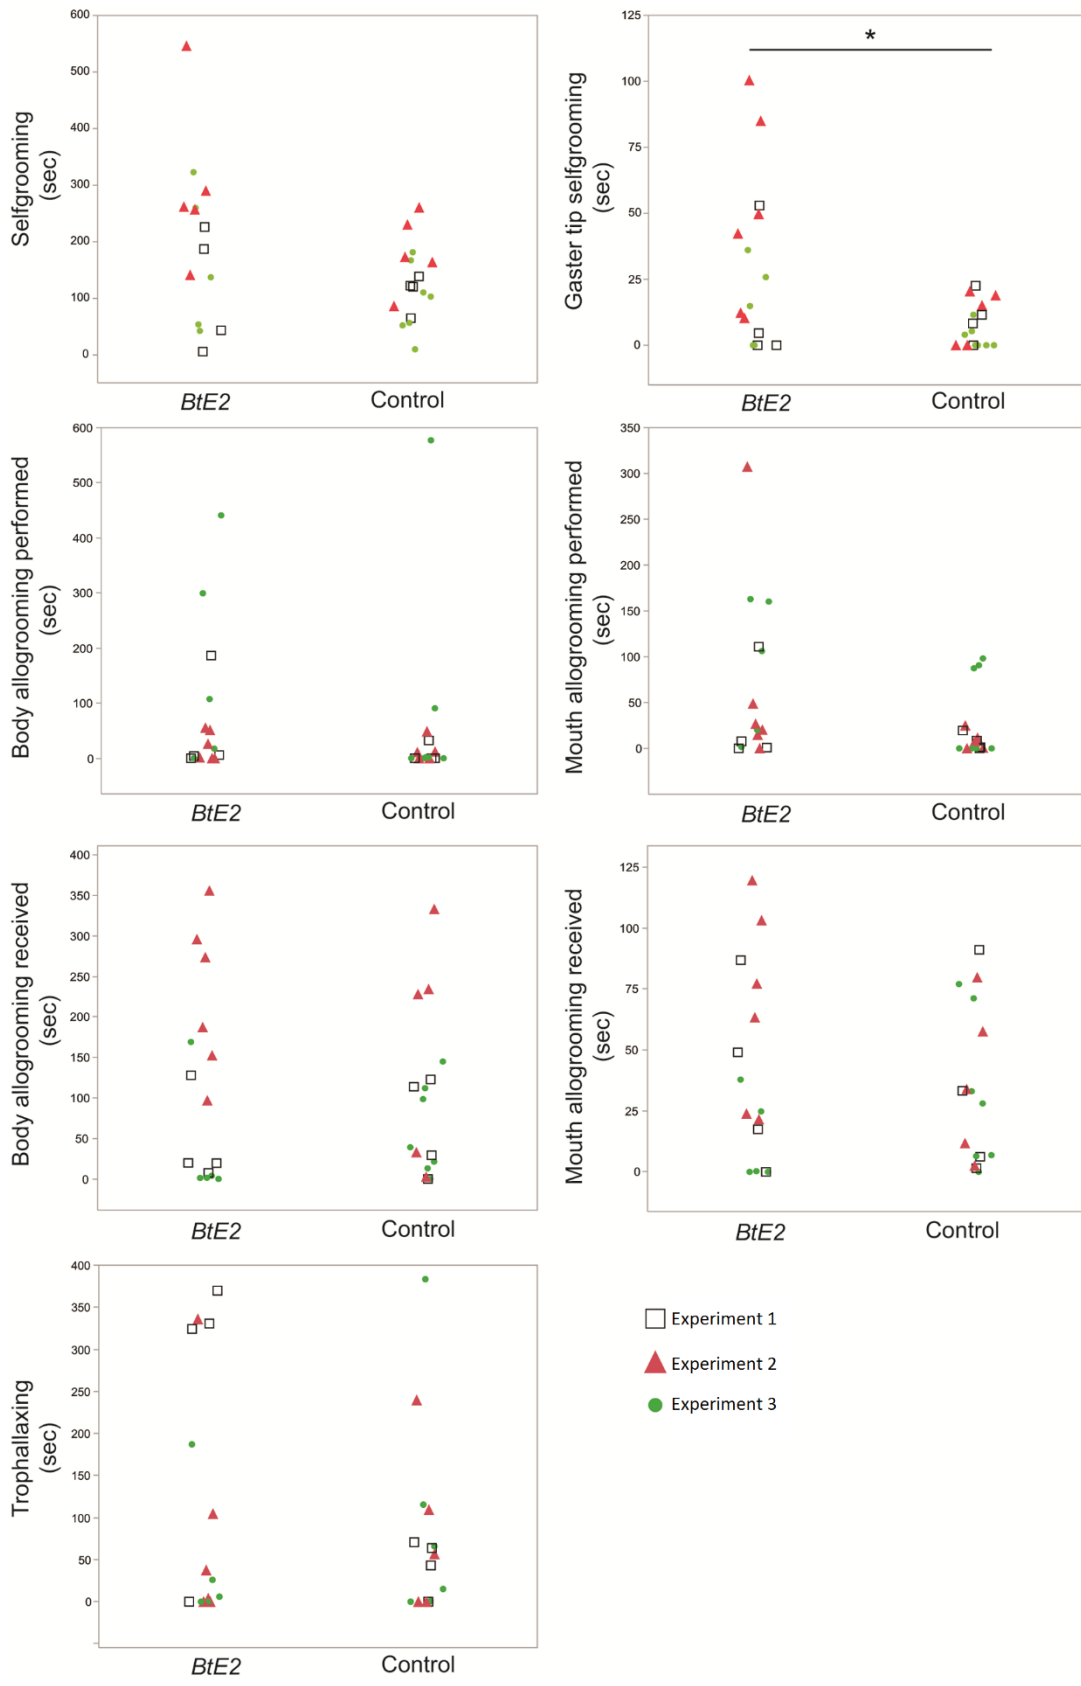 Selfgrooming
(sec)
600
500
400
300
200
100
0
BtE2
Control
Gaster tip selfgrooming
(sec)
125
100
75
50
25
0
*
BtE2
Control
Body allogrooming performed
(sec)
600
500
400
300
200
100
0
BtE2
Control
Mouth allogrooming performed
(sec)
350
300
250
200
150
100
50
0
BtE2
Control
Body allogrooming received
(sec)
400
350
300
250
200
150
100
50
0
BtE2
Control
Mouth allogrooming received
(sec)
125
100
75
50
25
0
BtE2
Control
Trophallaxing
(sec)
400
350
300
250
200
150
100
50
0
BtE2
Control
Experiment 1
Experiment 2
Experiment 3